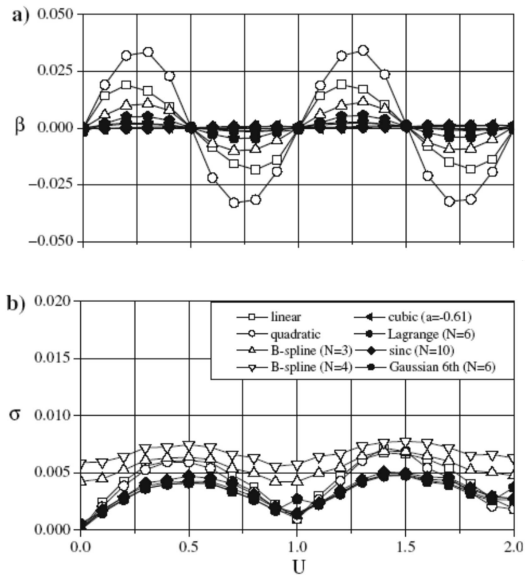 a)
0.050
0.025
β
0.000
−0.025
−0.050
b)
0.020
linear
cubic (a=-0.61)
quadratic
Lagrange (N=6)
B-spline (N=3)
sinc (N=10)
B-spline (N=4)
Gaussian 6th (N=6)
0.015
σ
0.010
0.005
0.000
0.0
0.5
1.0
1.5
2.0
U